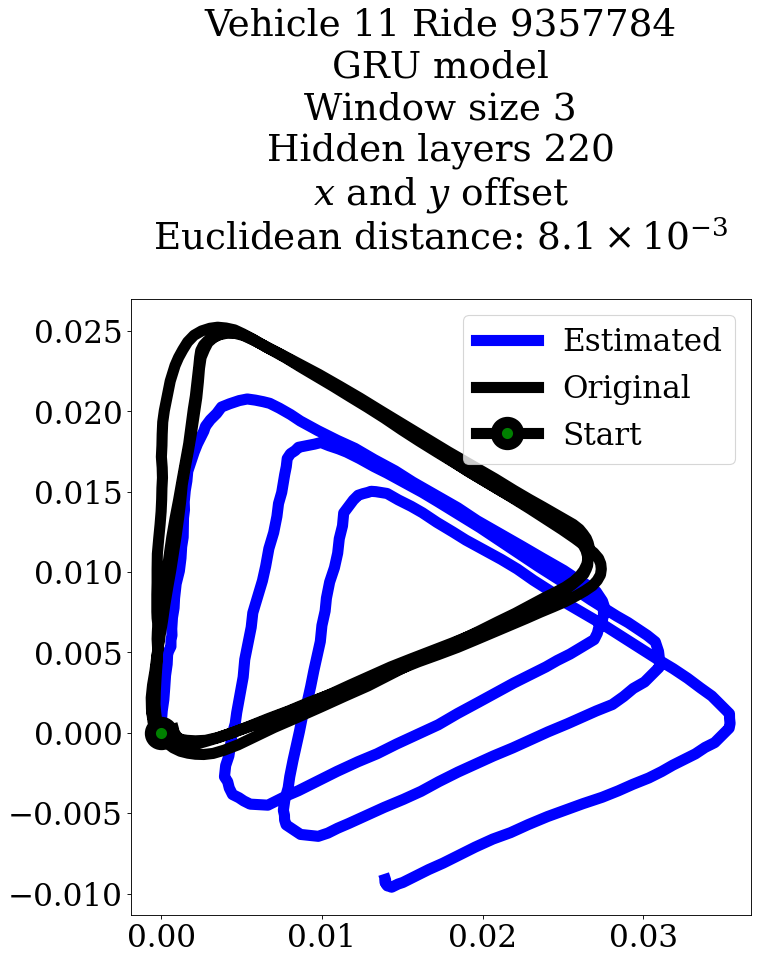 Vehicle 11 Ride 9357784
GRU model
Window size 3
Hidden layers 220
x and y offset
Euclidean distance: 8.1 × 10⁻³
Estimated
Original
Start
0.025
0.020
0.015
0.010
0.005
0.000
−0.005
−0.010
0.00 0.01 0.02 0.03